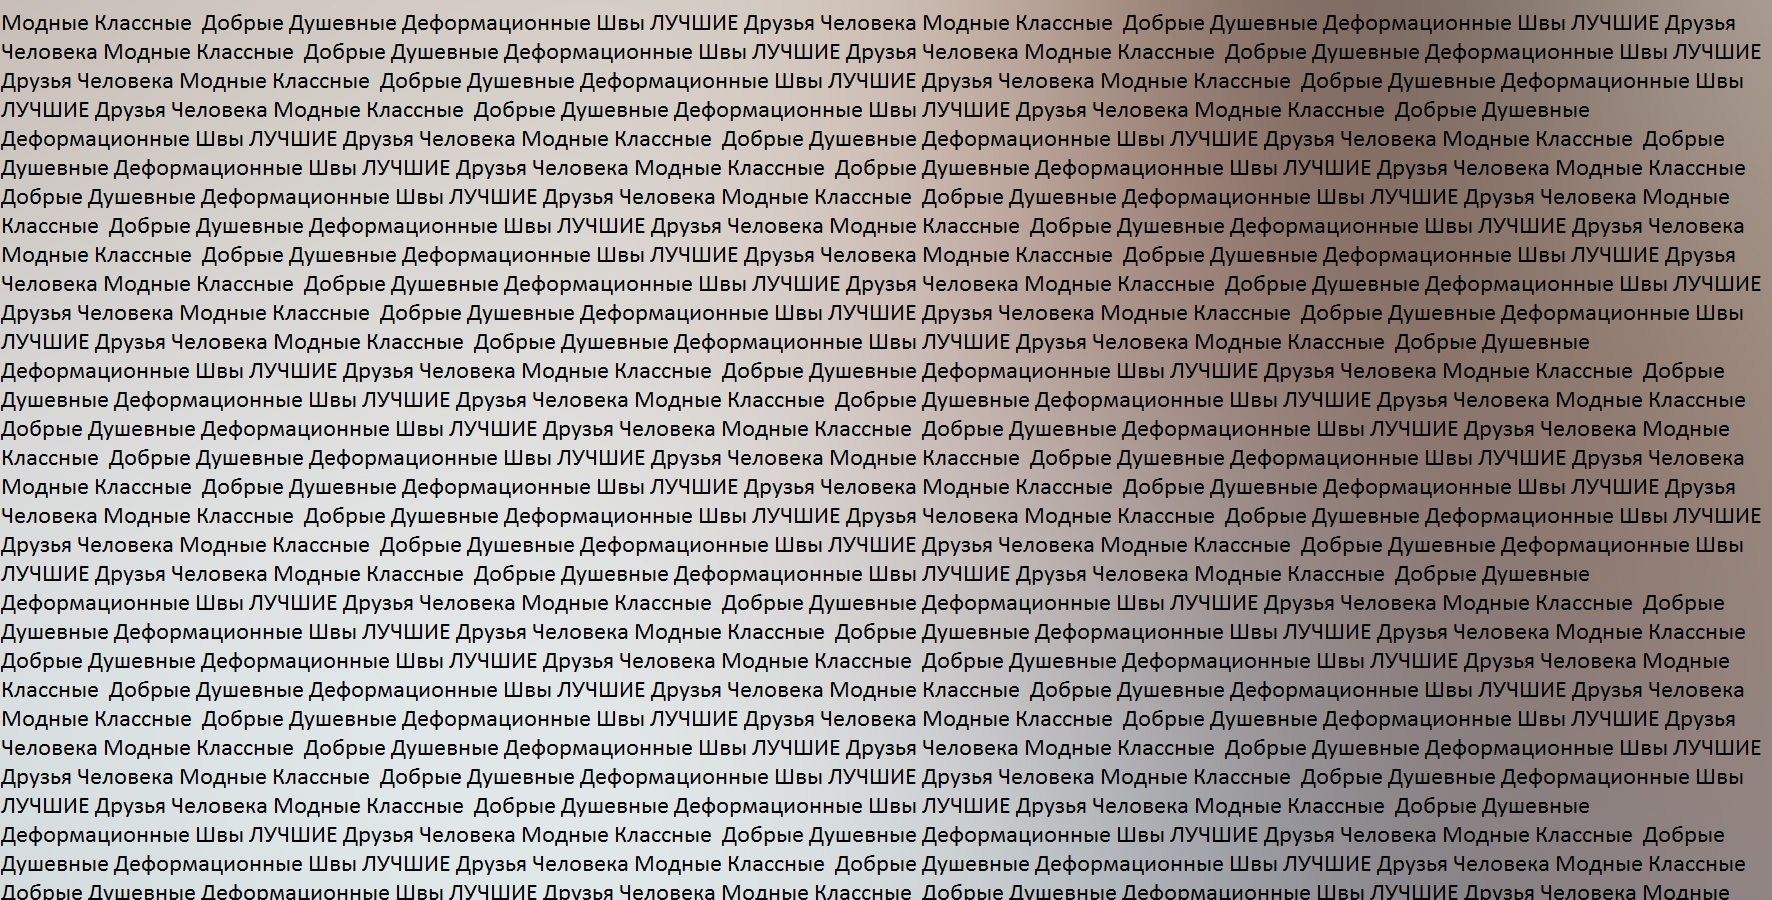 Модные Классные  Добрые Душевные Деформационные Швы ЛУЧШИЕ Друзья Человека Модные Классные  Добрые Душевные Деформационные Швы ЛУЧШИЕ Друзья
Человека Модные Классные  Добрые Душевные Деформационные Швы ЛУЧШИЕ Друзья Человека Модные Классные  Добрые Душевные Деформационные Швы ЛУЧШИЕ
Друзья Человека Модные Классные  Добрые Душевные Деформационные Швы ЛУЧШИЕ Друзья Человека Модные Классные  Добрые Душевные Деформационные Швы
ЛУЧШИЕ Друзья Человека Модные Классные  Добрые Душевные Деформационные Швы ЛУЧШИЕ Друзья Человека Модные Классные  Добрые Душевные
Деформационные Швы ЛУЧШИЕ Друзья Человека Модные Классные  Добрые Душевные Деформационные Швы ЛУЧШИЕ Друзья Человека Модные Классные  Добрые
Душевные Деформационные Швы ЛУЧШИЕ Друзья Человека Модные Классные  Добрые Душевные Деформационные Швы ЛУЧШИЕ Друзья Человека Модные Классные
Добрые Душевные Деформационные Швы ЛУЧШИЕ Друзья Человека Модные Классные  Добрые Душевные Деформационные Швы ЛУЧШИЕ Друзья Человека Модные
Классные  Добрые Душевные Деформационные Швы ЛУЧШИЕ Друзья Человека Модные Классные  Добрые Душевные Деформационные Швы ЛУЧШИЕ Друзья Человека
Модные Классные  Добрые Душевные Деформационные Швы ЛУЧШИЕ Друзья Человека Модные Классные  Добрые Душевные Деформационные Швы ЛУЧШИЕ Друзья
Человека Модные Классные  Добрые Душевные Деформационные Швы ЛУЧШИЕ Друзья Человека Модные Классные  Добрые Душевные Деформационные Швы ЛУЧШИЕ
Друзья Человека Модные Классные  Добрые Душевные Деформационные Швы ЛУЧШИЕ Друзья Человека Модные Классные  Добрые Душевные Деформационные Швы
ЛУЧШИЕ Друзья Человека Модные Классные  Добрые Душевные Деформационные Швы ЛУЧШИЕ Друзья Человека Модные Классные  Добрые Душевные
Деформационные Швы ЛУЧШИЕ Друзья Человека Модные Классные  Добрые Душевные Деформационные Швы ЛУЧШИЕ Друзья Человека Модные Классные  Добрые
Душевные Деформационные Швы ЛУЧШИЕ Друзья Человека Модные Классные  Добрые Душевные Деформационные Швы ЛУЧШИЕ Друзья Человека Модные Классные
Добрые Душевные Деформационные Швы ЛУЧШИЕ Друзья Человека Модные Классные  Добрые Душевные Деформационные Швы ЛУЧШИЕ Друзья Человека Модные
Классные  Добрые Душевные Деформационные Швы ЛУЧШИЕ Друзья Человека Модные Классные  Добрые Душевные Деформационные Швы ЛУЧШИЕ Друзья Человека
Модные Классные  Добрые Душевные Деформационные Швы ЛУЧШИЕ Друзья Человека Модные Классные  Добрые Душевные Деформационные Швы ЛУЧШИЕ Друзья
Человека Модные Классные  Добрые Душевные Деформационные Швы ЛУЧШИЕ Друзья Человека Модные Классные  Добрые Душевные Деформационные Швы ЛУЧШИЕ
Друзья Человека Модные Классные  Добрые Душевные Деформационные Швы ЛУЧШИЕ Друзья Человека Модные Классные  Добрые Душевные Деформационные Швы
ЛУЧШИЕ Друзья Человека Модные Классные  Добрые Душевные Деформационные Швы ЛУЧШИЕ Друзья Человека Модные Классные  Добрые Душевные
Деформационные Швы ЛУЧШИЕ Друзья Человека Модные Классные  Добрые Душевные Деформационные Швы ЛУЧШИЕ Друзья Человека Модные Классные  Добрые
Душевные Деформационные Швы ЛУЧШИЕ Друзья Человека Модные Классные  Добрые Душевные Деформационные Швы ЛУЧШИЕ Друзья Человека Модные Классные
Добрые Душевные Деформационные Швы ЛУЧШИЕ Друзья Человека Модные Классные  Добрые Душевные Деформационные Швы ЛУЧШИЕ Друзья Человека Модные
Классные  Добрые Душевные Деформационные Швы ЛУЧШИЕ Друзья Человека Модные Классные  Добрые Душевные Деформационные Швы ЛУЧШИЕ Друзья Человека
Модные Классные  Добрые Душевные Деформационные Швы ЛУЧШИЕ Друзья Человека Модные Классные  Добрые Душевные Деформационные Швы ЛУЧШИЕ Друзья
Человека Модные Классные  Добрые Душевные Деформационные Швы ЛУЧШИЕ Друзья Человека Модные Классные  Добрые Душевные Деформационные Швы ЛУЧШИЕ
Друзья Человека Модные Классные  Добрые Душевные Деформационные Швы ЛУЧШИЕ Друзья Человека Модные Классные  Добрые Душевные Деформационные Швы
ЛУЧШИЕ Друзья Человека Модные Классные  Добрые Душевные Деформационные Швы ЛУЧШИЕ Друзья Человека Модные Классные  Добрые Душевные
Деформационные Швы ЛУЧШИЕ Друзья Человека Модные Классные  Добрые Душевные Деформационные Швы ЛУЧШИЕ Друзья Человека Модные Классные  Добрые
Душевные Деформационные Швы ЛУЧШИЕ Друзья Человека Модные Классные  Добрые Душевные Деформационные Швы ЛУЧШИЕ Друзья Человека Модные Классные
Добрые Душевные Деформационные Швы ЛУЧШИЕ Друзья Человека Модные Классные  Добрые Душевные Деформационные Швы ЛУЧШИЕ Друзья Человека Модные